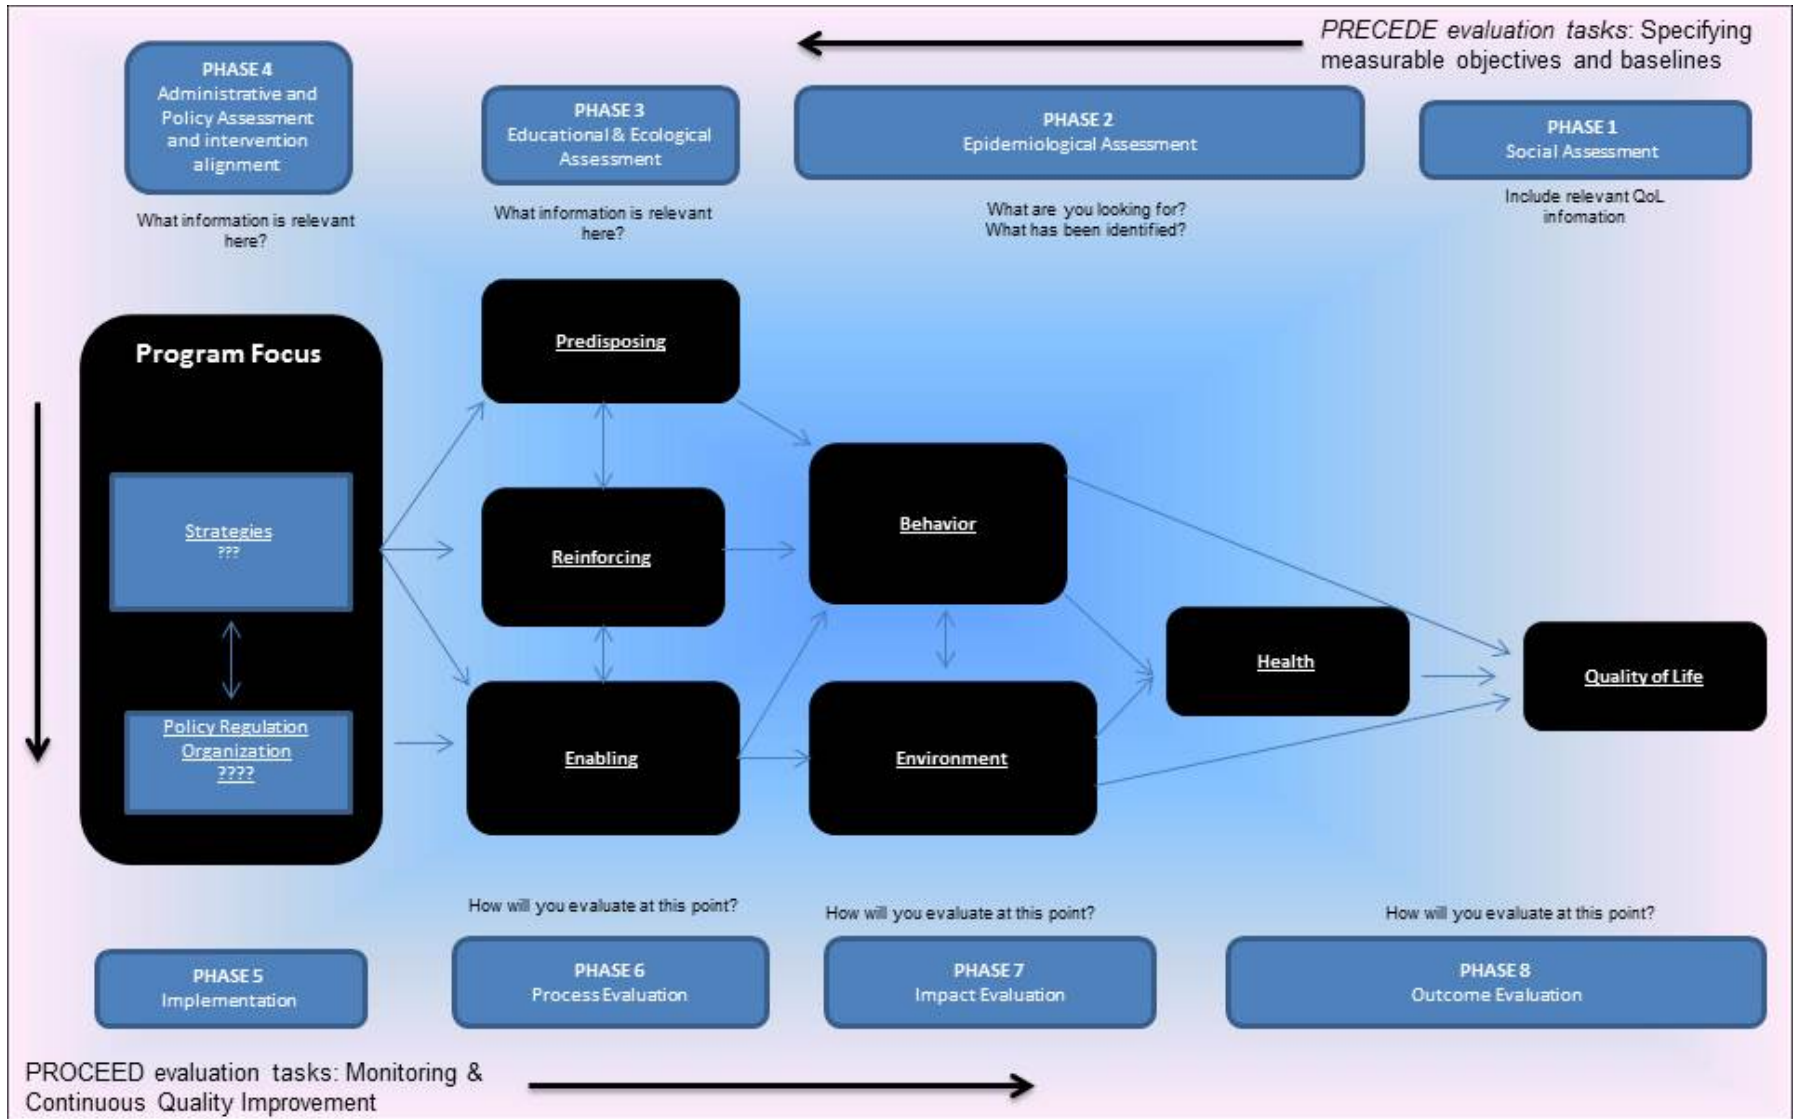 PRECEDE evaluation tasks: Specifying
measurable objectives and baselines
PHASE 4
Administrative and
Policy Assessment
and intervention
alignment
PHASE 3
Educational & Ecological
Assessment
PHASE 2
Epidemiological Assessment
PHASE 1
Social Assessment
What information is relevant
here?
What information is relevant
here?
What are you looking for?
What has been identified?
Include relevant QoL
infomation
Program Focus
Strategies
???
Policy Regulation
Organization
????
Predisposing
Reinforcing
Enabling
Behavior
Environment
Health
Quality of Life
How will you evaluate at this point?
How will you evaluate at this point?
How will you evaluate at this point?
PHASE 5
Implementation
PHASE 6
Process Evaluation
PHASE 7
Impact Evaluation
PHASE 8
Outcome Evaluation
PROCEED evaluation tasks: Monitoring &
Continuous Quality Improvement